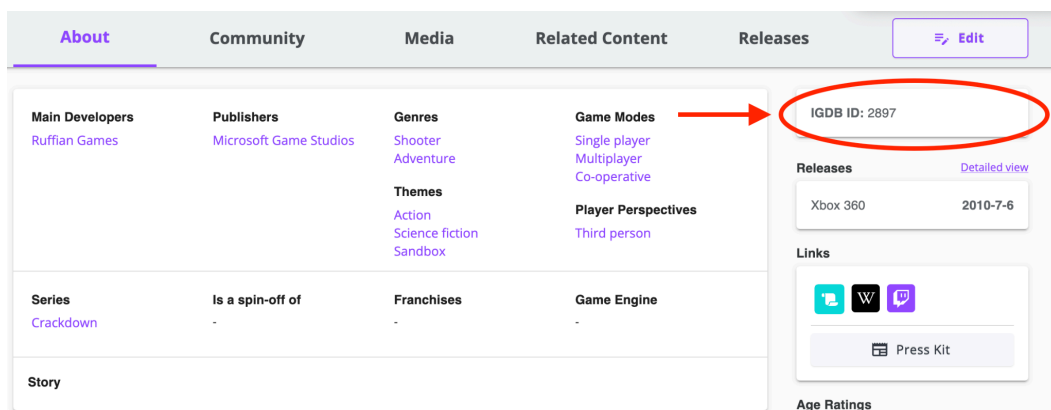 About Community Media Related Content Releases Edit
Main Developers
Ruffian Games
Publishers
Microsoft Game Studios
Genres
Shooter
Adventure
Themes
Action
Science fiction
Sandbox
Game Modes
Single player
Multiplayer
Co-operative
Player Perspectives
Third person
Series
Crackdown
Is a spin-off of
-
Franchises
-
Game Engine
-
Story
IGDB ID: 2897
Releases Detailed view
Xbox 360 2010-7-6
Links
W
Press Kit
Age Ratings